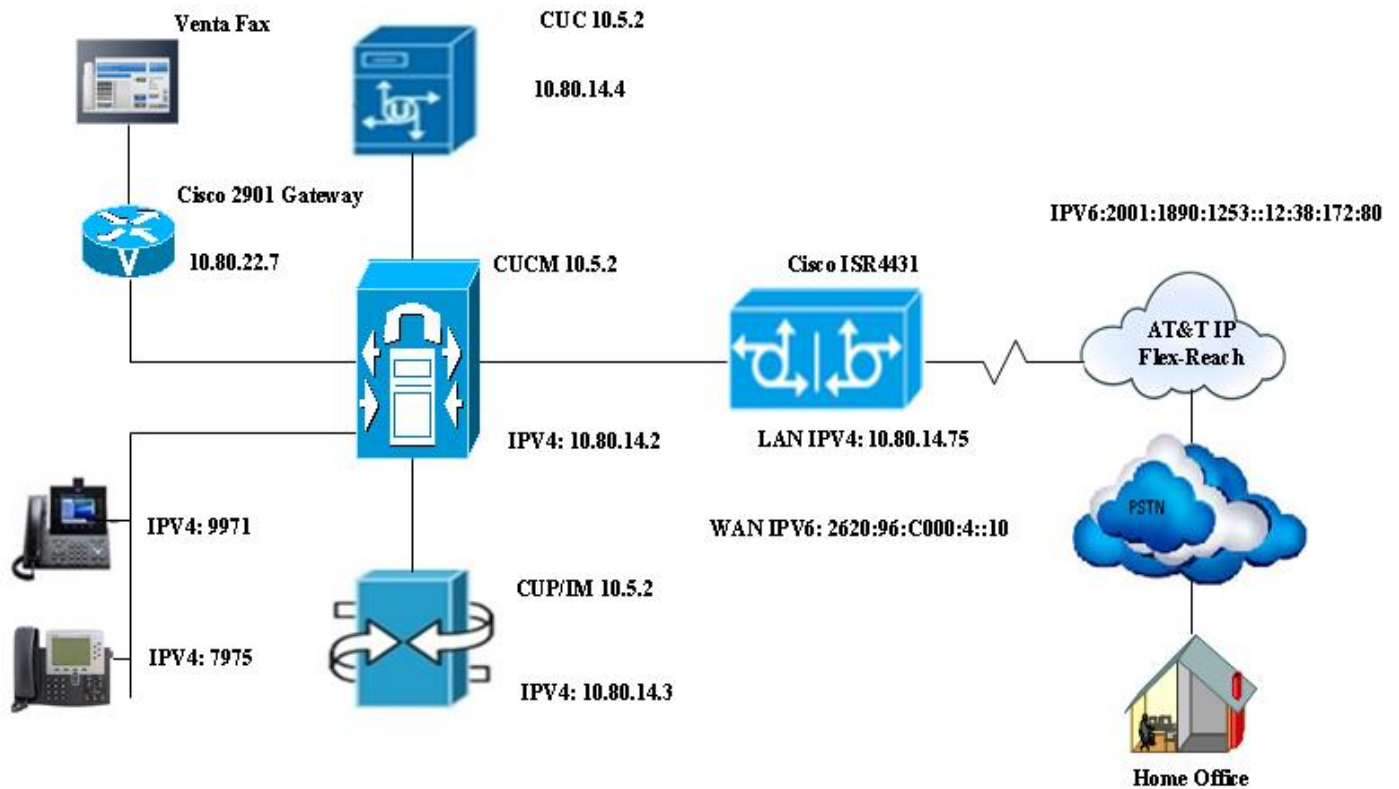 Venta Fax
CUC 10.5.2
10.80.14.4
Cisco 2901 Gateway
10.80.22.7
CUCM 10.5.2
Cisco ISR4431
IPV6:2001:1890:1253::12:38:172:80
AT&T IP
Flex-Reach
IPV4: 10.80.14.2
LAN IPV4: 10.80.14.75
PSTN
WAN IPV6: 2620:96:C000:4::10
IPV4: 9971
CUP/IM 10.5.2
IPV4: 7975
IPV4: 10.80.14.3
Home Office